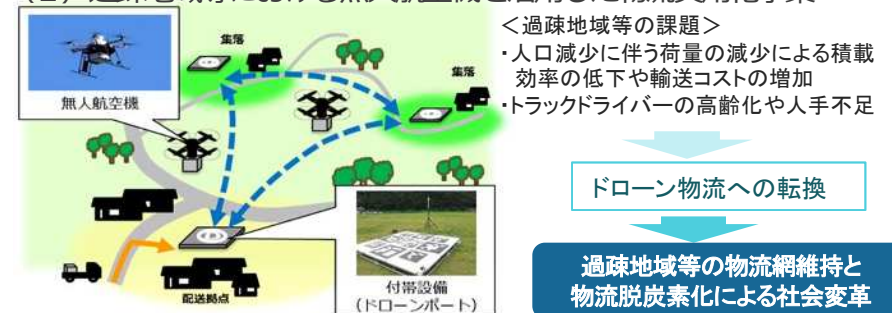 ＜過疎地域等の課題＞
・人口減少に伴う荷量の減少による積載
効率の低下や輸送コストの増加
・トラックドライバーの高齢化や人手不足
ドローン物流への転換
過疎地域等の物流網維持と
物流脱炭素化による社会変革
集落
集落
無人航空機
配送拠点
付帯設備
（ドローンポート）